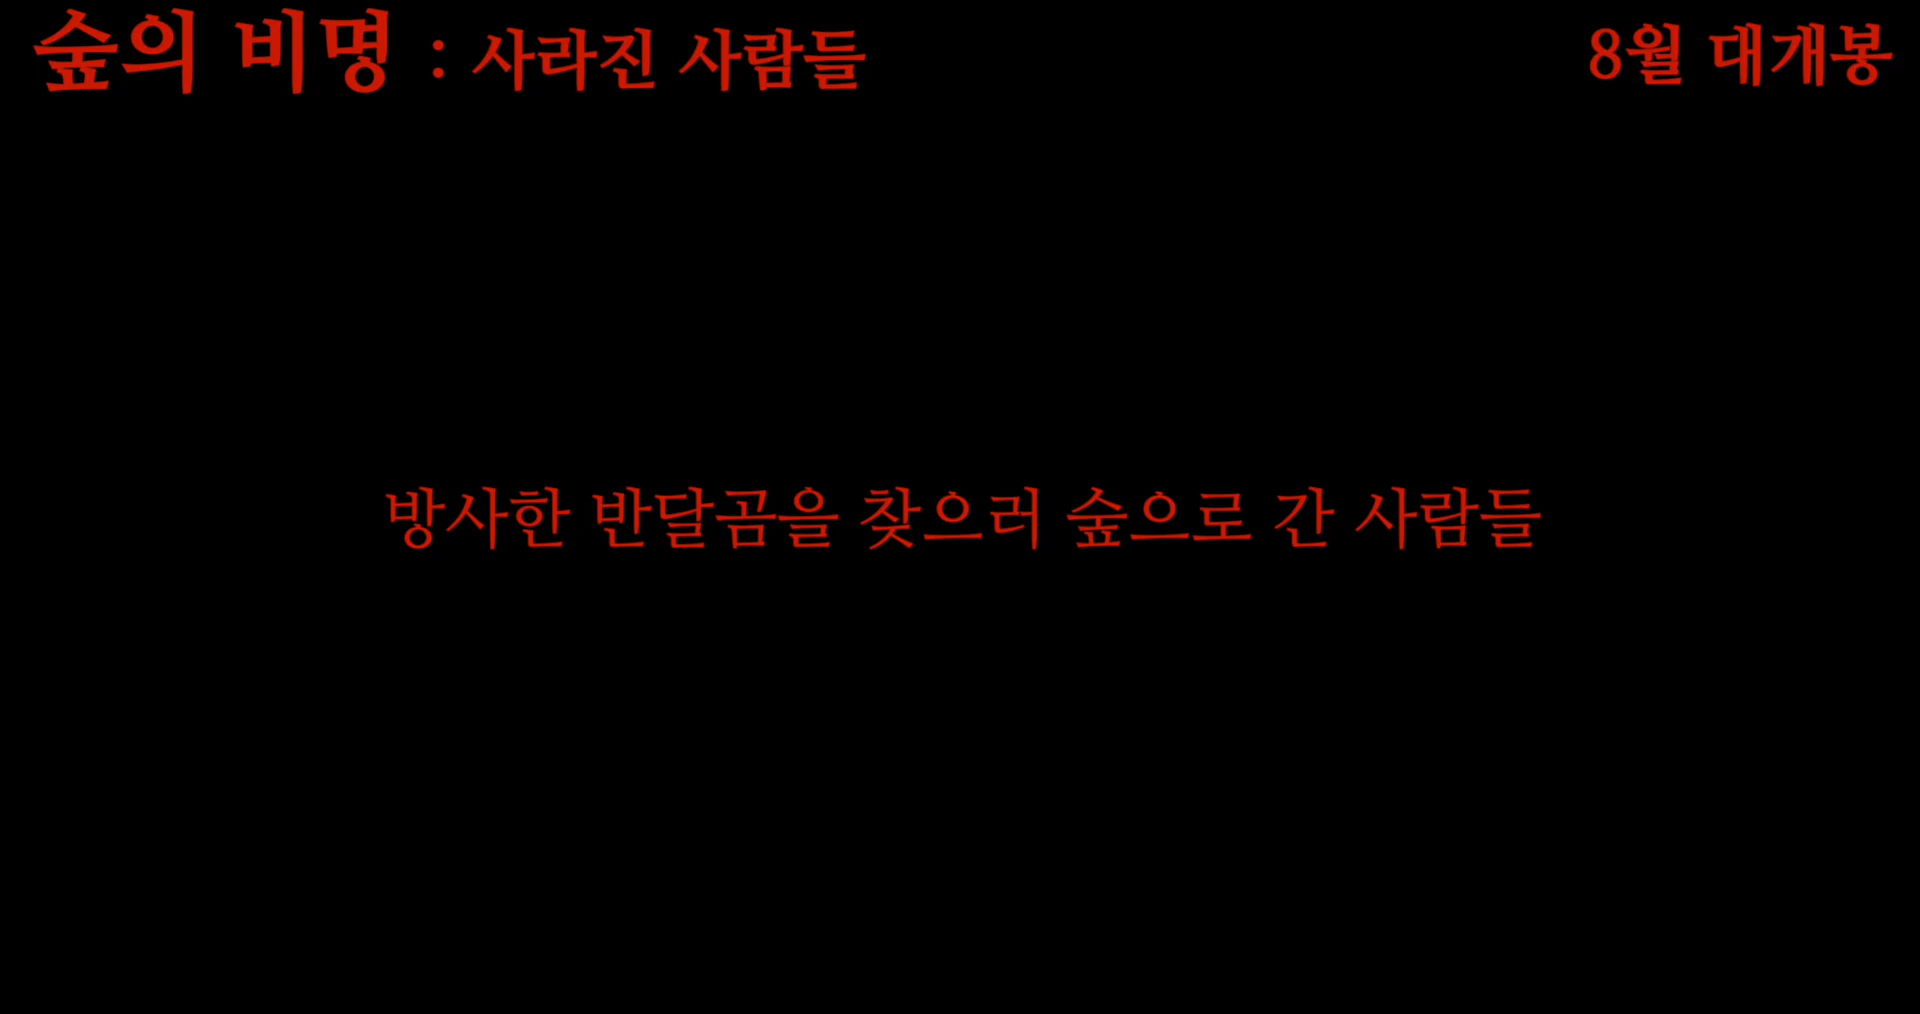 숲의 비명 : 사라진 사람들 8월 대개봉
방사한 반달곰을 찾으러 숲으로 간 사람들